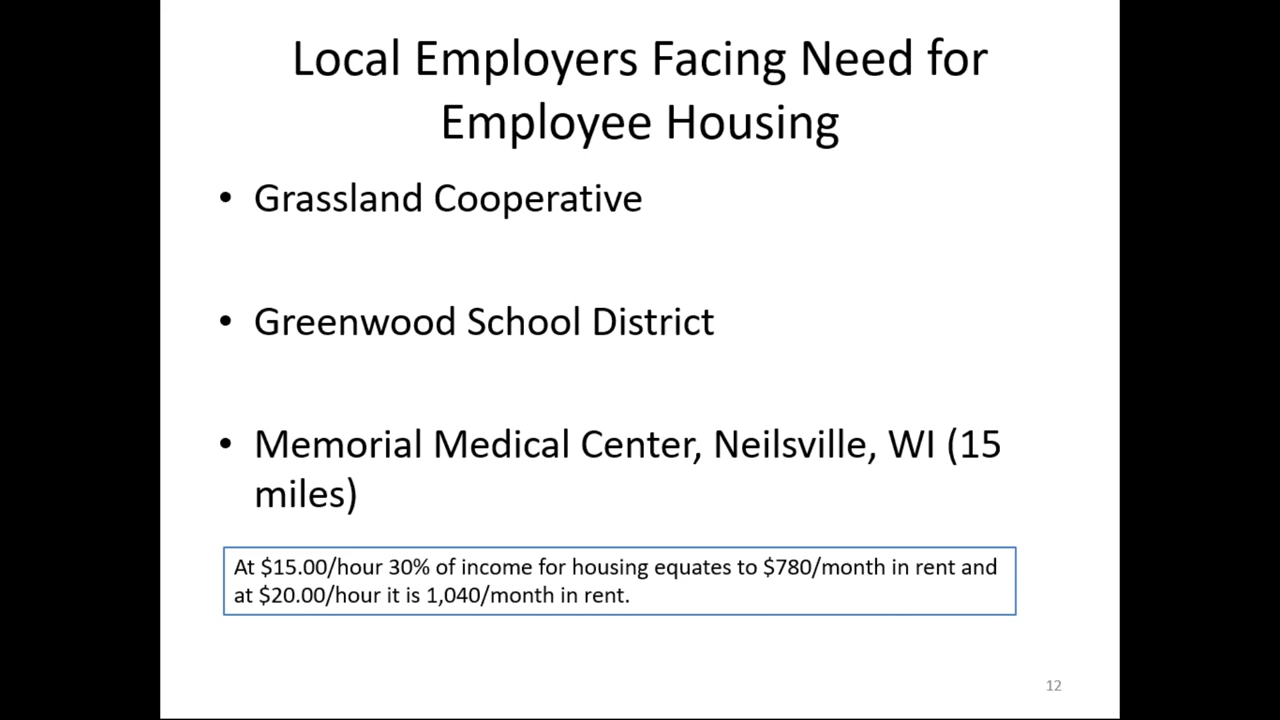 Local Employers Facing Need for
Employee Housing
• Grassland Cooperative
• Greenwood School District
• Memorial Medical Center, Neilsville, WI (15
miles)
At $15.00/hour 30% of income for housing equates to $780/month in rent and
at $20.00/hour it is 1,040/month in rent.
12